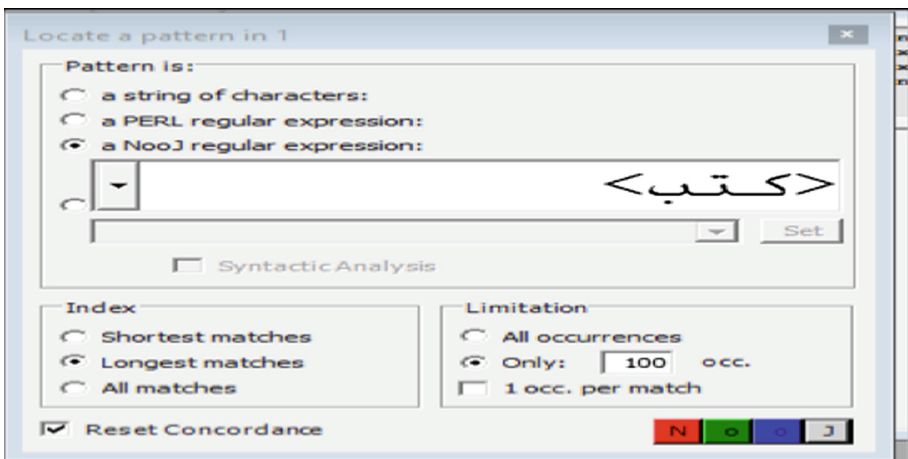 Locate a pattern in 1
Pattern is:
a string of characters:
a PERL regular expression:
a NooJ regular expression:
<كتب>
Set
Syntactic Analysis
Index
Shortest matches
Longest matches
All matches
Limitation
All occurrences
Only: 100 occ.
1 occ. per match
Reset Concordance
N o o J